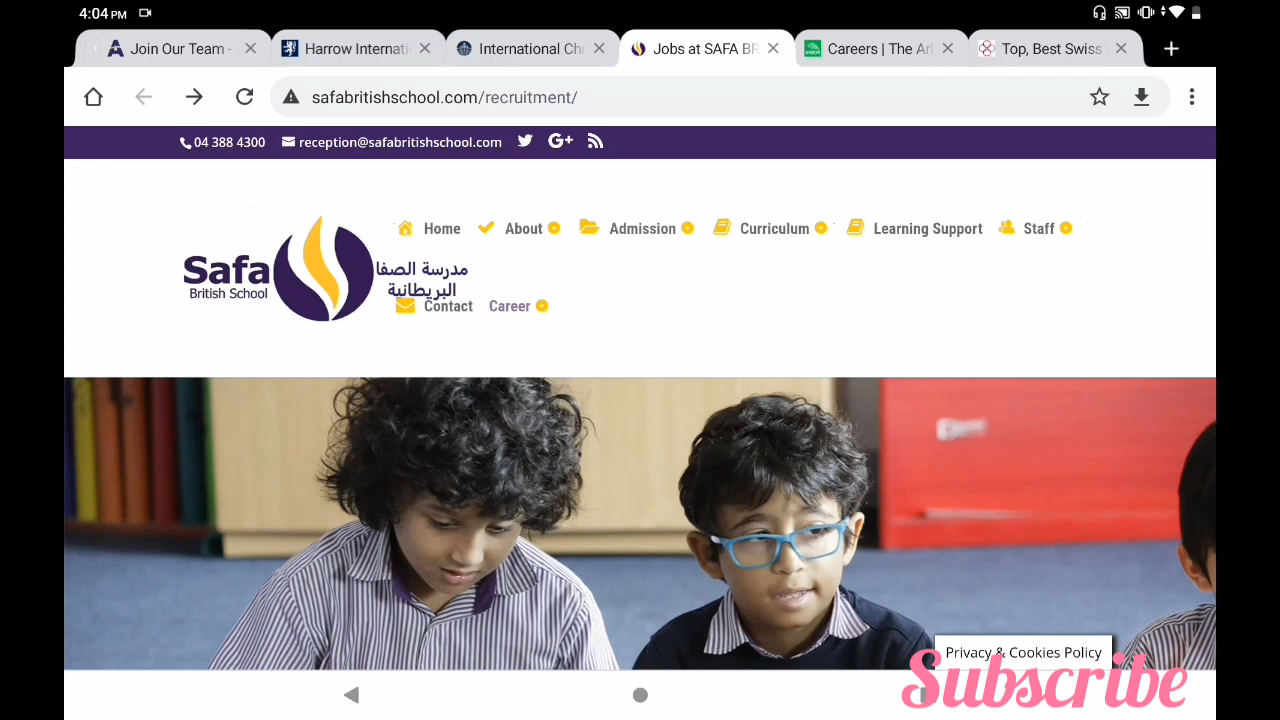 4:04 PM
Join Our Team -
Harrow Internati
International Chr
Jobs at SAFA BR
Careers | The Ar
Top, Best Swiss
safabritishschool.com/recruitment/
04 388 4300
reception@safabritishschool.com
G+
Home
About
Admission
Curriculum
Learning Support
Staff
Safa
British School
مدرسة الصفا
البريطانية
Contact
Career
Privacy & Cookies Policy
Subscribe